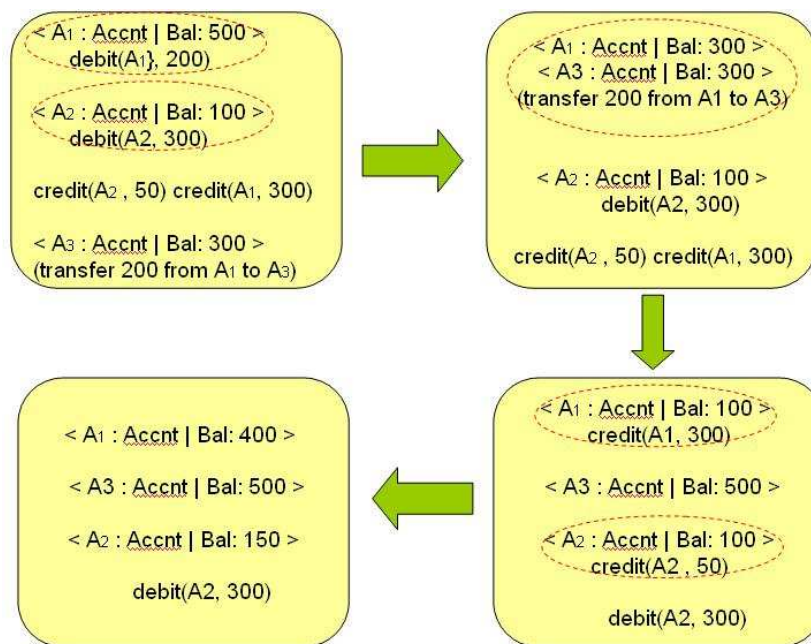 < A1 : Accnt | Bal: 500 >
debit(A1}, 200)
< A2 : Accnt | Bal: 100 >
debit(A2, 300)
credit(A2 , 50) credit(A1, 300)
< A3 : Accnt | Bal: 300 >
(transfer 200 from A1 to A3)
< A1 : Accnt | Bal: 300 >
< A3 : Accnt | Bal: 300 >
(transfer 200 from A1 to A3)
< A2 : Accnt | Bal: 100 >
debit(A2, 300)
credit(A2 , 50) credit(A1, 300)
< A1 : Accnt | Bal: 100 >
credit(A1, 300)
< A3 : Accnt | Bal: 500 >
< A2 : Accnt | Bal: 100 >
credit(A2 , 50)
debit(A2, 300)
< A1 : Accnt | Bal: 400 >
< A3 : Accnt | Bal: 500 >
< A2 : Accnt | Bal: 150 >
debit(A2, 300)